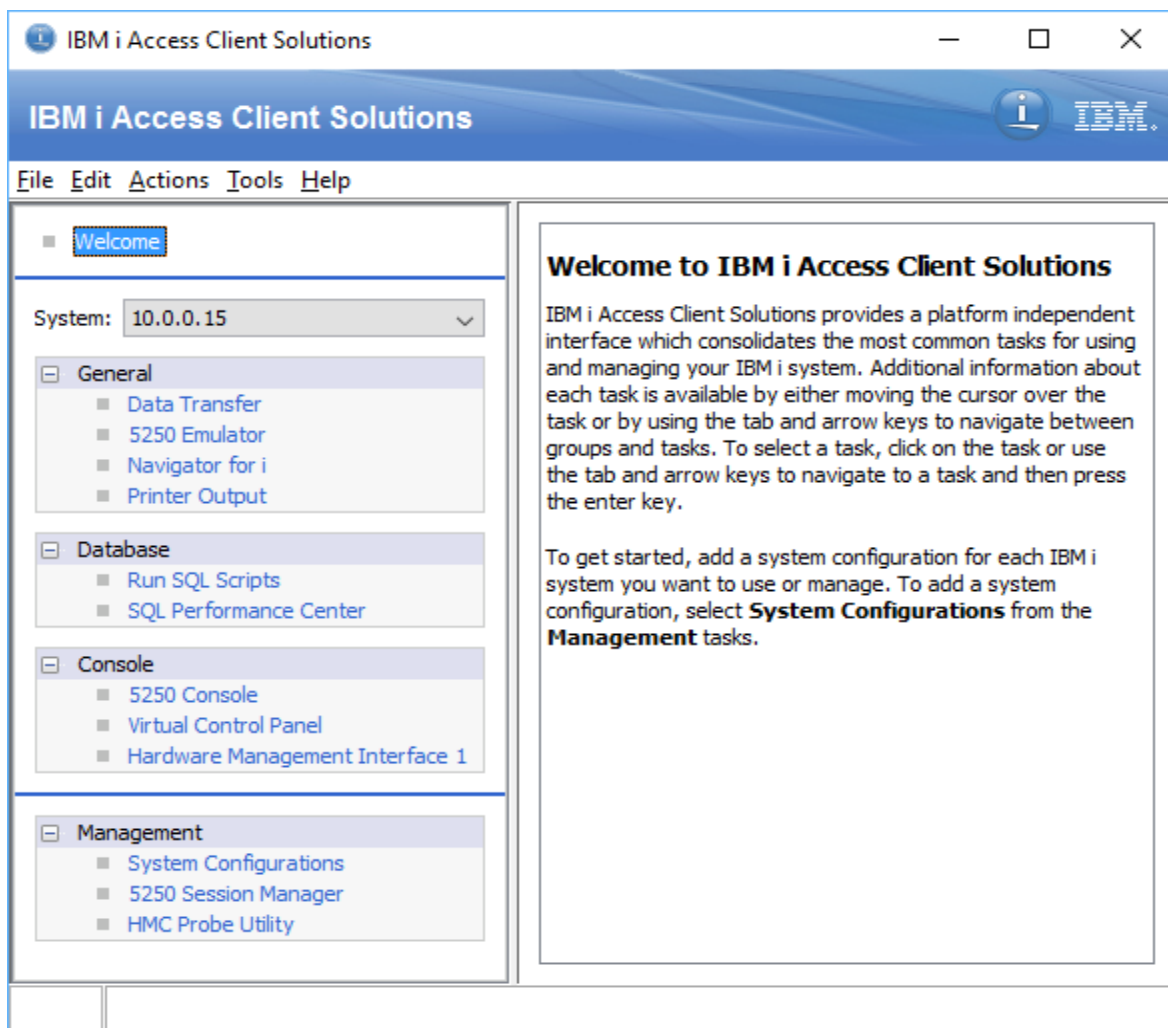 IBM i Access Client Solutions
IBM i Access Client Solutions
i IBM.
File Edit Actions Tools Help
Welcome
System: 10.0.0.15
General
Data Transfer
5250 Emulator
Navigator for i
Printer Output
Database
Run SQL Scripts
SQL Performance Center
Console
5250 Console
Virtual Control Panel
Hardware Management Interface 1
Management
System Configurations
5250 Session Manager
HMC Probe Utility
Welcome to IBM i Access Client Solutions
IBM i Access Client Solutions provides a platform independent
interface which consolidates the most common tasks for using
and managing your IBM i system. Additional information about
each task is available by either moving the cursor over the
task or by using the tab and arrow keys to navigate between
groups and tasks. To select a task, click on the task or use
the tab and arrow keys to navigate to a task and then press
the enter key.
To get started, add a system configuration for each IBM i
system you want to use or manage. To add a system
configuration, select System Configurations from the
Management tasks.